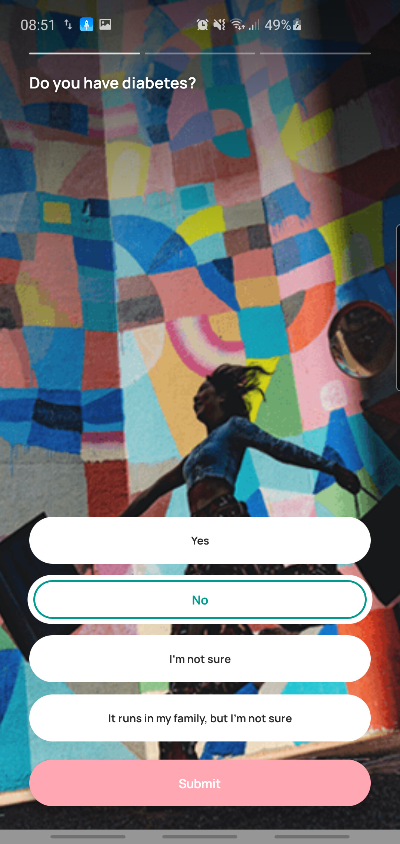 08:51 49%
Do you have diabetes?
Yes
No
I'm not sure
It runs in my family, but I'm not sure
Submit